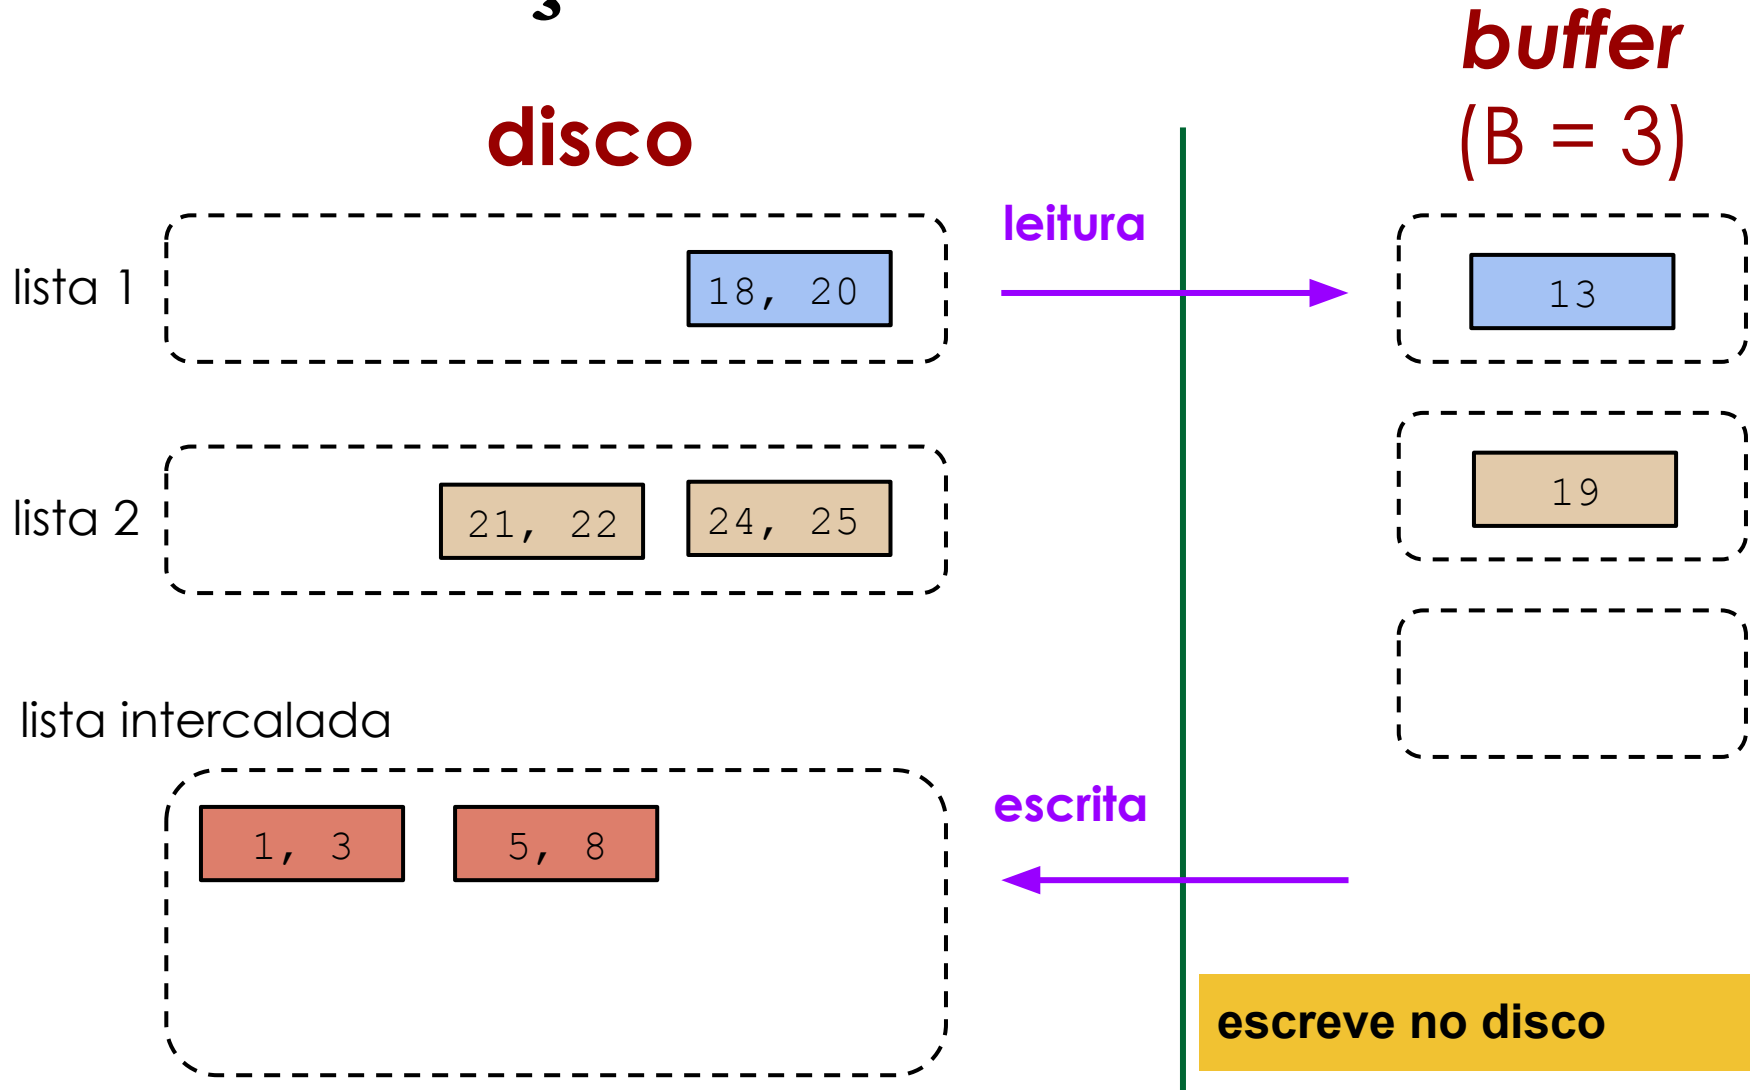 buffer
(B = 3)
disco
leitura
lista 1
18, 20
13
lista 2
21, 22
24, 25
19
lista intercalada
1, 3
5, 8
escrita
escreve no disco